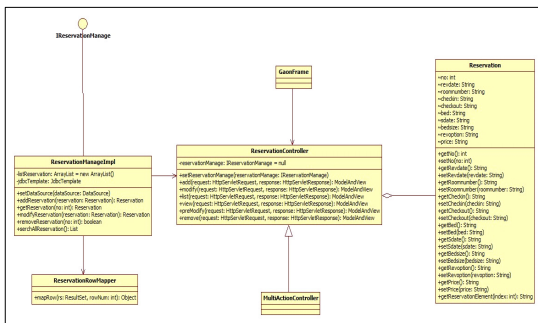 IReservationManage
ReservationManageImpl
-listReservation: ArrayList = new ArrayList()
-jdbcTemplate: JdbcTemplate
+setDataSource(dataSource: DataSource)
+addReservation(reservation: Reservation): Reservation
+getReservation(no: int): Reservation
+modifyReservation(reservation: Reservation): Reservation
+removeReservation(no: int): boolean
+serchAllReservation(): List
ReservationRowMapper
+mapRow(rs: ResultSet, rowNum: int): Object
GaonFrame
ReservationController
-reservationManage: IReservationManage = null
+setReservationManage(reservationManage: IReservationManage)
+add(request: HttpServletRequest, response: HttpServletResponse): ModelAndView
+modify(request: HttpServletRequest, response: HttpServletResponse): ModelAndView
+list(request: HttpServletRequest, response: HttpServletResponse): ModelAndView
+view(request: HttpServletRequest, response: HttpServletResponse): ModelAndView
+preModify(request: HttpServletRequest, response: HttpServletResponse): ModelAndView
+remove(request: HttpServletRequest, response: HttpServletResponse): ModelAndView
MultiActionController
Reservation
~no: int
~revdate: String
~roomnumber: String
~checkin: String
~checkout: String
~bed: String
~sdate: String
~bedsize: String
~revoption: String
~price: String
+getNo(): int
+setNo(no: int)
+getRevdate(): String
+setRevdate(revdate: String)
+getRoomnumber(): String
+setRoomnumber(roomnumber: String)
+getCheckin(): String
+setCheckin(checkin: String)
+getCheckout(): String
+setCheckout(checkout: String)
+getBed(): String
+setBed(bed: String)
+getSdate(): String
+setSdate(sdate: String)
+getBedsize(): String
+setBedsize(bedsize: String)
+getRevoption(): String
+setRevoption(revoption: String)
+getPrice(): String
+setPrice(price: String)
+getReservationElement(index: int): String